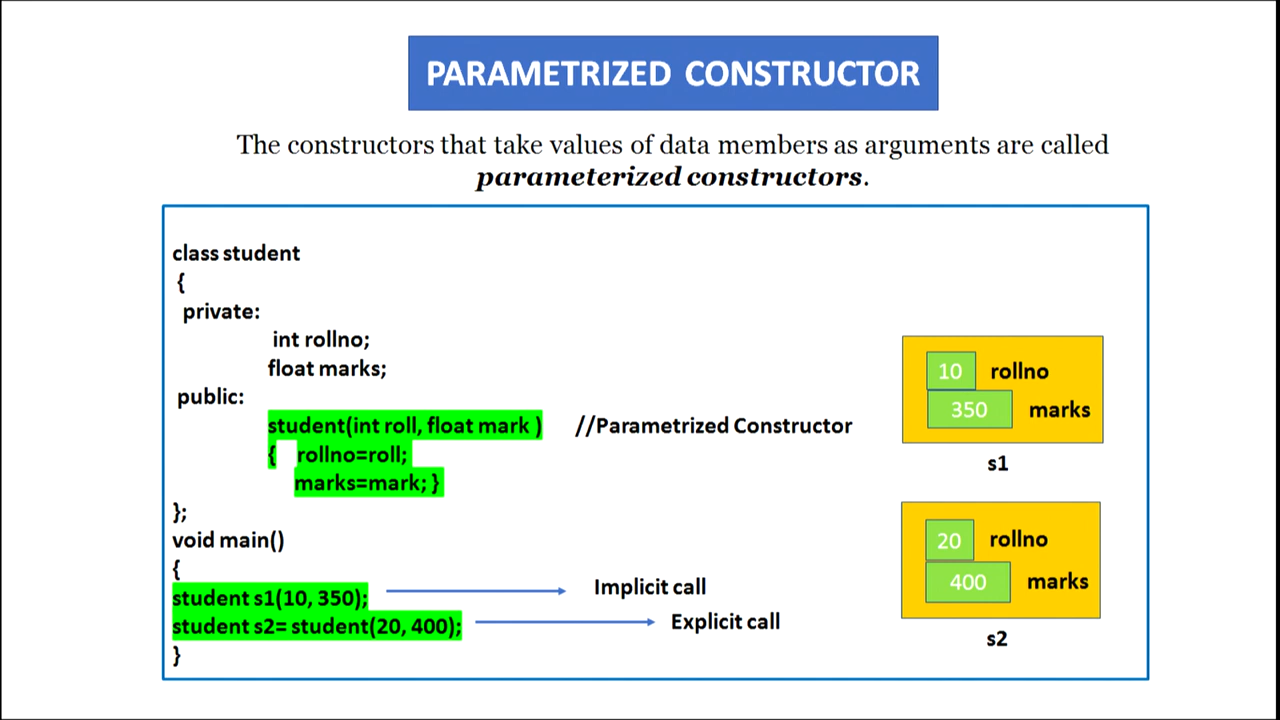 PARAMETRIZED CONSTRUCTOR
The constructors that take values of data members as arguments are called
parameterized constructors.
class student
{
private:
int rollno;
float marks;
public:
student(int roll, float mark ) //Parametrized Constructor
{ rollno=roll;
marks=mark; }
};
void main()
{
student s1(10, 350); Implicit call
student s2= student(20, 400); Explicit call
}
10 rollno
350 marks
s1
20 rollno
400 marks
s2